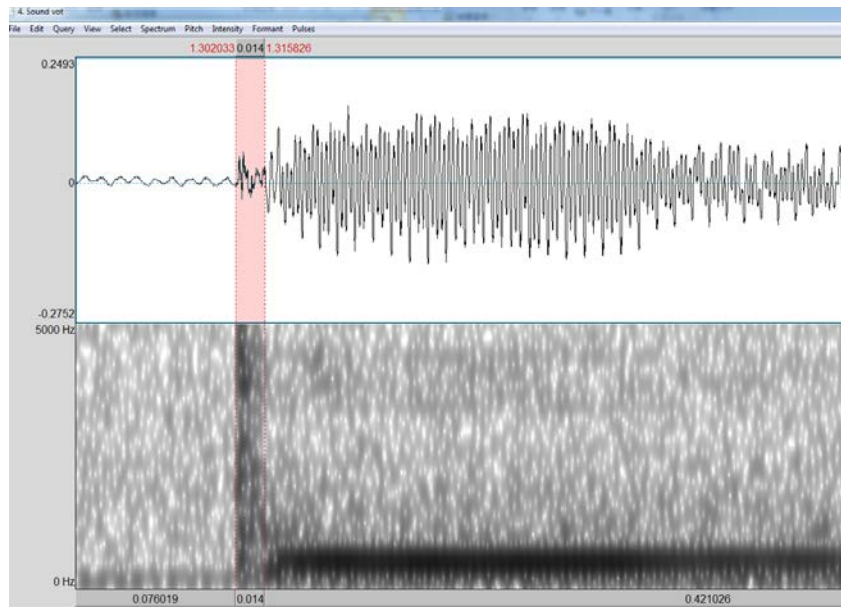 4. Sound vot
File Edit Query View Select Spectrum Pitch Intensity Formant Pulses
1.302033 0.014 1.315826
0.2493
0
-0.2752
5000 Hz
0 Hz
0.076019 0.014 0.421026